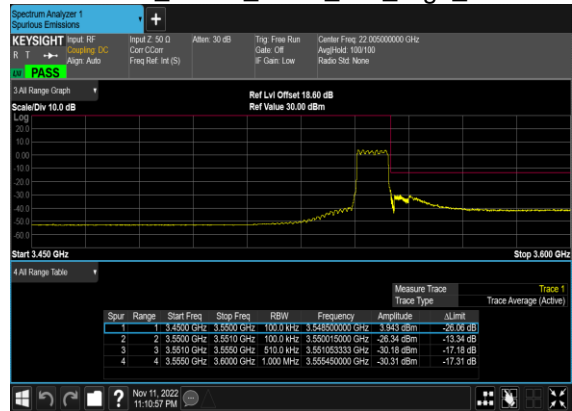 Spectrum Analyzer 1
Spurious Emissions
KEYSIGHT
Input: RF
Coupling: DC
Align: Auto
R T
Input Z: 50 Ω
Corr CCorr
Freq Ref: Int (S)
Atten: 30 dB
Trig: Free Run
Gate: Off
IF Gain: Low
Center Freq: 22.005000000 GHz
Avg|Hold: 100/100
Radio Std: None
PASS
3 All Range Graph
Ref Lvl Offset 18.60 dB
Scale/Div 10.0 dB
Ref Value 30.00 dBm
Log
20.0
10.0
0.00
-10.0
-20.0
-30.0
-40.0
-50.0
-60.0
Start 3.450 GHz
Stop 3.600 GHz
4 All Range Table
Measure Trace Trace 1
Trace Type Trace Average (Active)
Spur Range Start Freq Stop Freq RBW Frequency Amplitude ΔLimit
1 1 3.4500 GHz 3.5500 GHz 100.0 kHz 3.548500000 GHz 3.943 dBm -26.06 dB
2 2 3.5500 GHz 3.5510 GHz 100.0 kHz 3.550015000 GHz -26.34 dBm -13.34 dB
3 3 3.5510 GHz 3.5550 GHz 510.0 kHz 3.551053333 GHz -30.18 dBm -17.18 dB
4 4 3.5550 GHz 3.6000 GHz 1.000 MHz 3.555450000 GHz -30.31 dBm -17.31 dB
Nov 11, 2022
11:10:57 PM